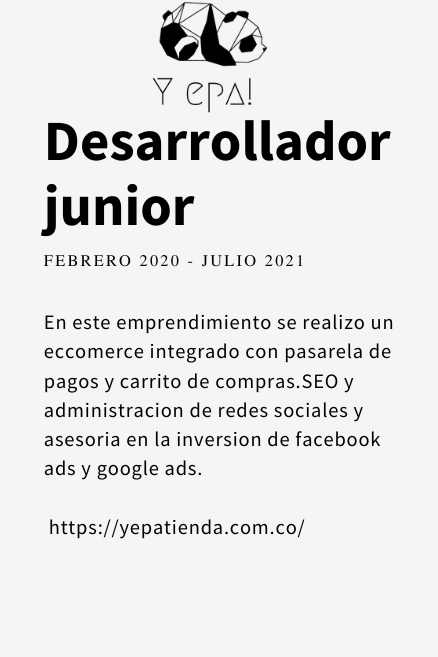 Y epa!
Desarrollador
junior
FEBRERO 2020 - JULIO 2021
En este emprendimiento se realizo un
eccomerce integrado con pasarela de
pagos y carrito de compras.SEO y
administracion de redes sociales y
asesoria en la inversion de facebook
ads y google ads.
https://yepatienda.com.co/